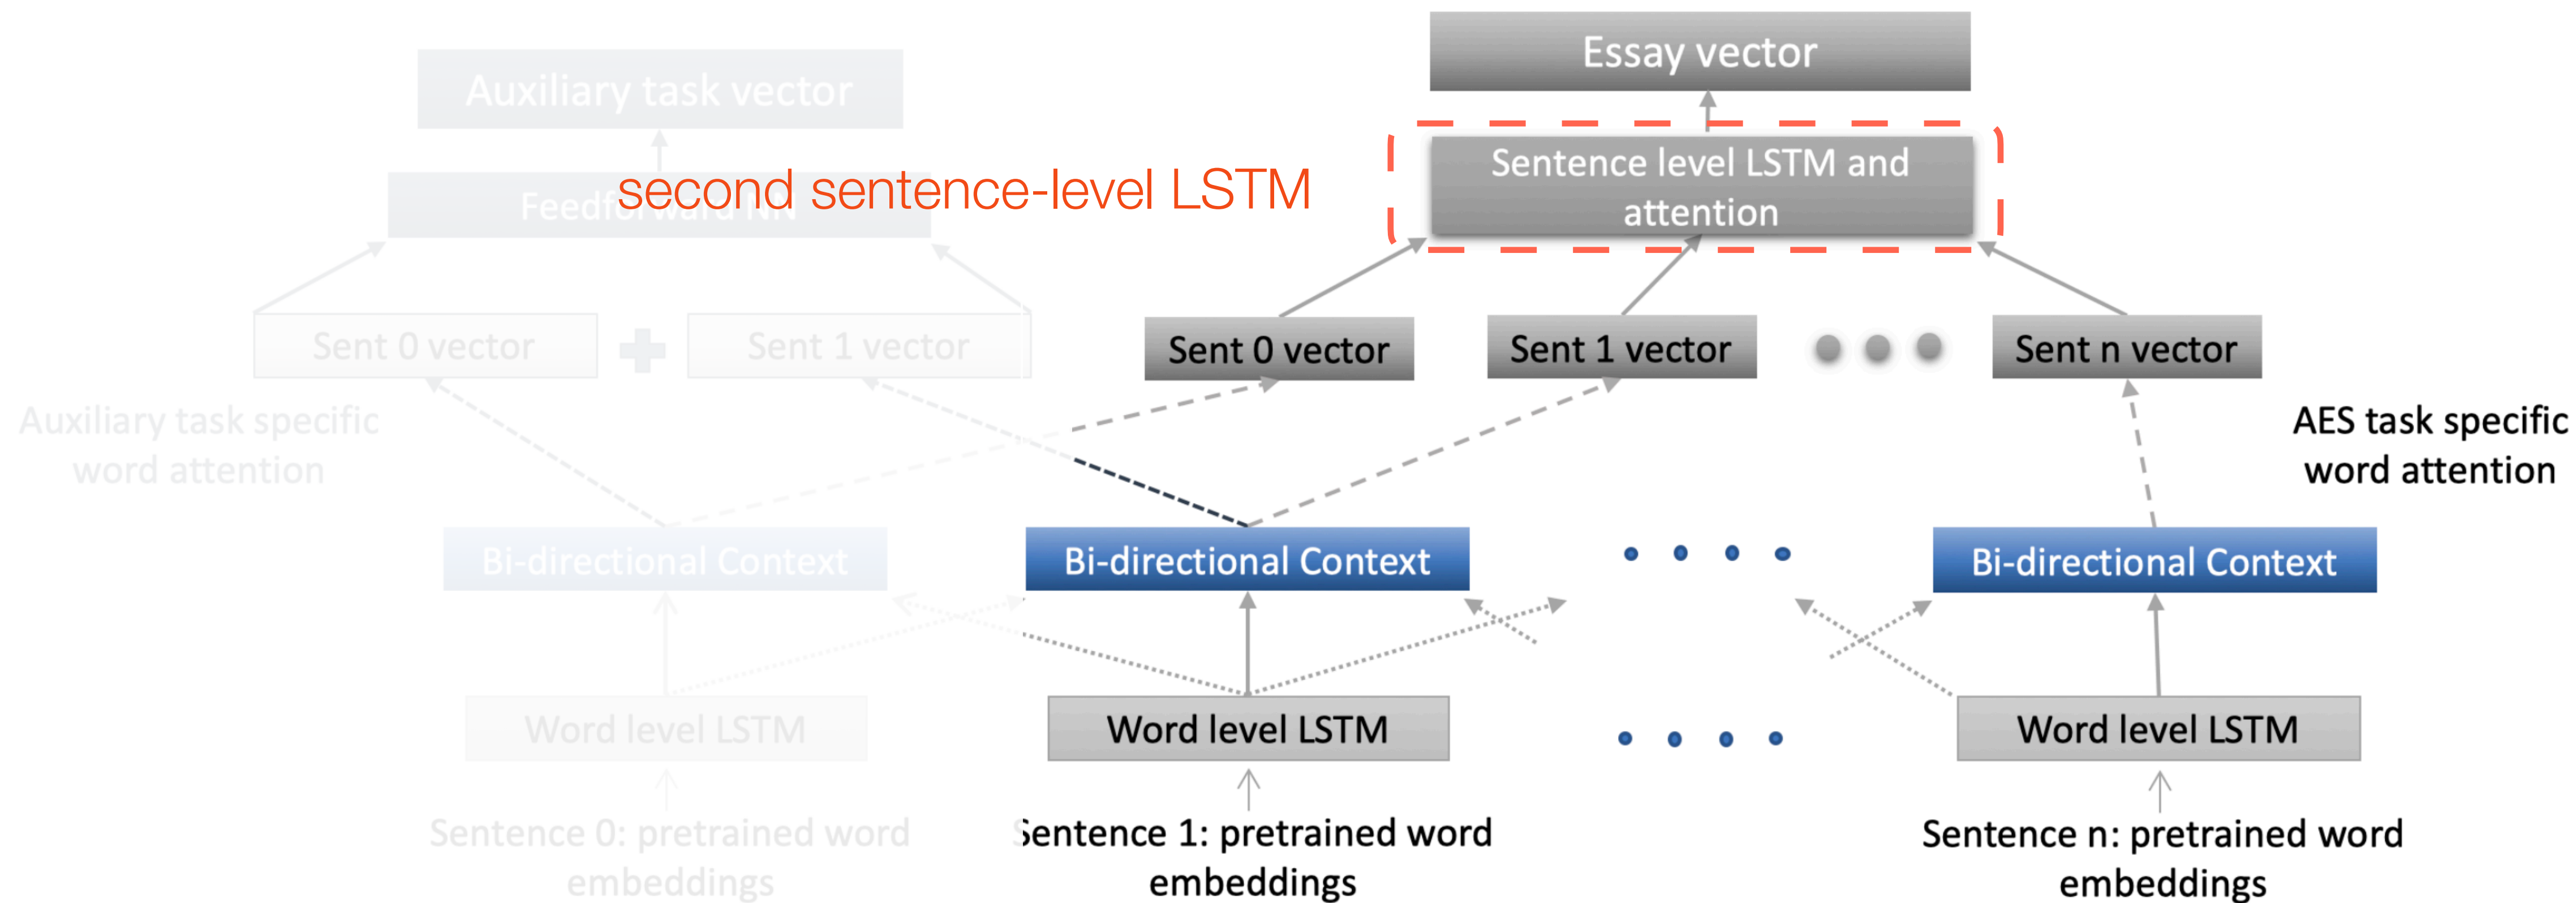 Auxiliary task vector
Essay vector
Feedforward NN
second sentence-level LSTM
Sentence level LSTM and
attention
Sent 0 vector
Sent 1 vector
Sent 0 vector
Sent 1 vector
Sent n vector
Auxiliary task specific
word attention
AES task specific
word attention
Bi-directional Context
Bi-directional Context
Bi-directional Context
Word level LSTM
Word level LSTM
Word level LSTM
Sentence 0: pretrained word
embeddings
Sentence 1: pretrained word
embeddings
Sentence n: pretrained word
embeddings